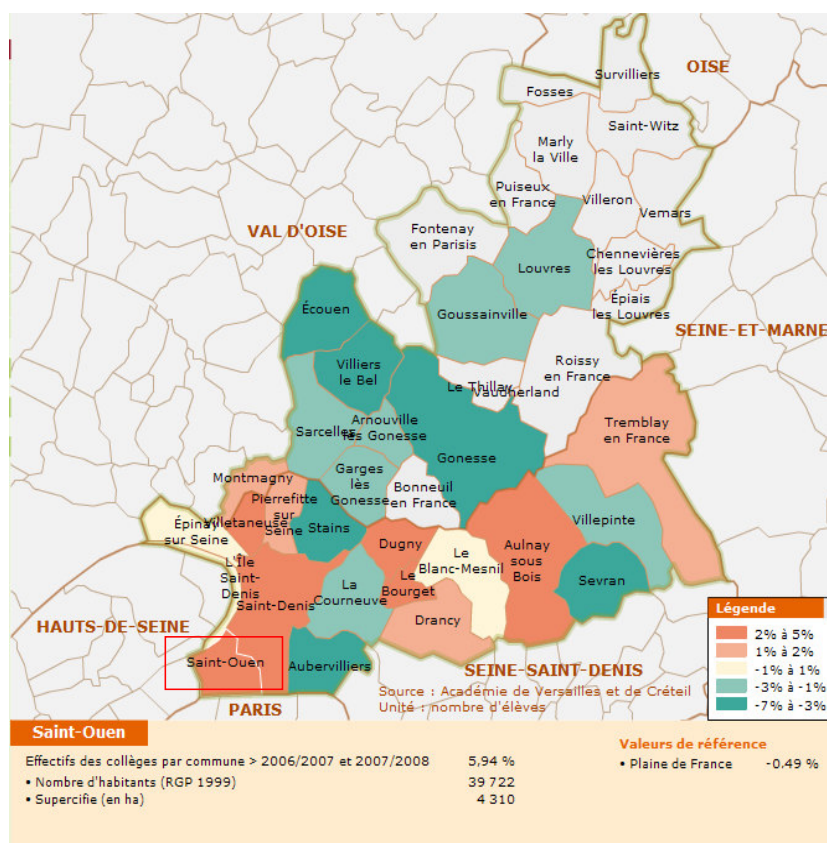 OISE
Survilliers
Fosses
Saint-Witz
Marly
la Ville
Puiseux
en France
Villeron
Vemars
VAL D'OISE
Fontenay
en Parisis
Louvres
Chennevières
les Louvres
Épiais
les Louvres
Écouen
Goussainville
SEINE-ET-MARNE
Villiers
le Bel
Roissy
en France
Le Thillay
Vaudherland
Tremblay
en France
Sarcelles
Arnouville
lès Gonesse
Gonesse
Garges
lès
Gonesse
Bonneuil
en France
Montmagny
Pierrefitte
sur
Seine
Villetaneuse
Épinay
sur Seine
Stains
Villepinte
Dugny
Le
Blanc-Mesnil
Aulnay
sous
Bois
Sevran
L'Île
Saint-
Denis
Saint-Denis
La
Courneuve
Le
Bourget
Drancy
HAUTS-DE-SEINE
Saint-Ouen
Aubervilliers
SEINE-SAINT-DENIS
PARIS
Source : Académie de Versailles et de Créteil
Unité : nombre d'élèves
Légende
2% à 5%
1% à 2%
-1% à 1%
-3% à -1%
-7% à -3%
Saint-Ouen
Effectifs des collèges par commune > 2006/2007 et 2007/2008 5,94 %
• Nombre d'habitants (RGP 1999) 39 722
• Supercifie (en ha) 4 310
Valeurs de référence
• Plaine de France -0.49 %